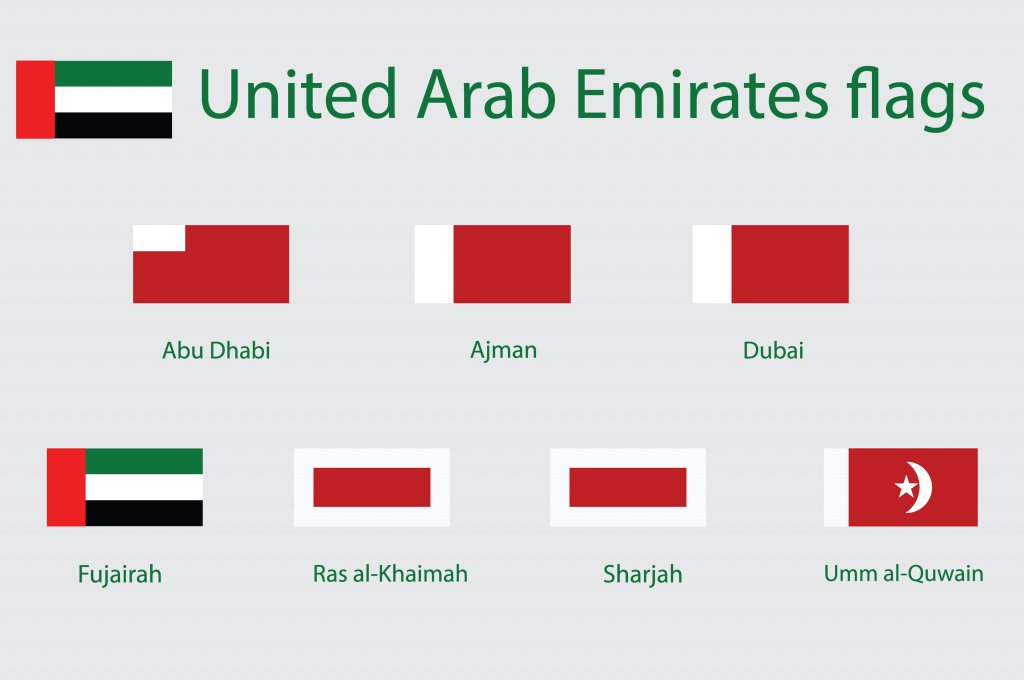 United Arab Emirates flags
Abu Dhabi
Ajman
Dubai
Fujairah
Ras al-Khaimah
Sharjah
Umm al-Quwain